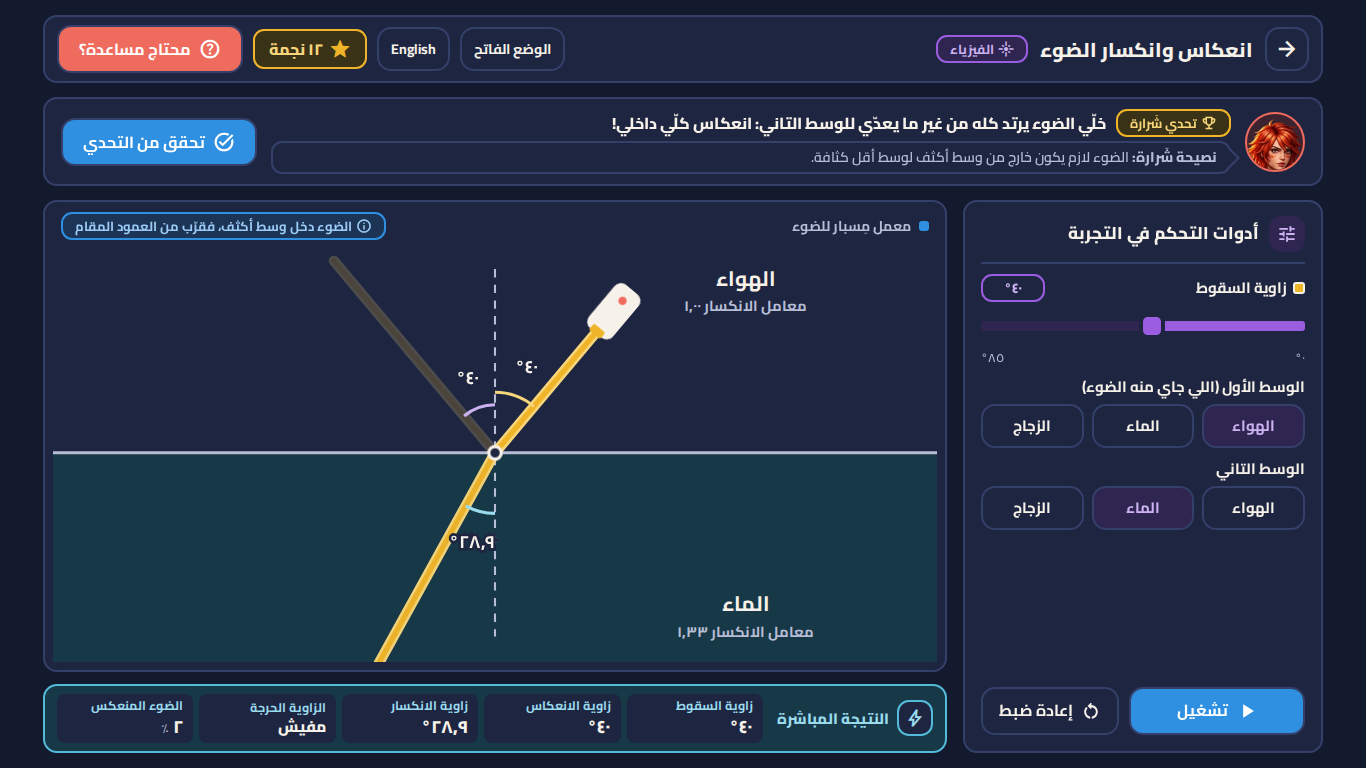 انعكاس وانكسار الضوء
الفيزياء
الوضع الفاتح
English
١٢ نجمة
محتاج مساعدة؟
تحدي شرارة
خلّي الضوء يرتد كله من غير ما يعدّي للوسط التاني: انعكاس كلّي داخلي!
نصيحة شرارة: الضوء لازم يكون خارج من وسط أكثف لوسط أقل كثافة.
تحقق من التحدي
أدوات التحكم في التجربة
زاوية السقوط
٤٠°
٠°
٨٥°
الوسط الأول (اللي جاي منه الضوء)
الهواء
الماء
الزجاج
الوسط التاني
الهواء
الماء
الزجاج
تشغيل
إعادة ضبط
معمل مسبار للضوء
الضوء دخل وسط أكثف، فقرّب من العمود المقام
الهواء
معامل الانكسار ١,٠٠
٤٠°
٤٠°
٢٨,٩°
الماء
معامل الانكسار ١,٣٣
النتيجة المباشرة
زاوية السقوط
٤٠°
زاوية الانعكاس
٤٠°
زاوية الانكسار
٢٨,٩°
الزاوية الحرجة
مفيش
الضوء المنعكس
٢ ٪